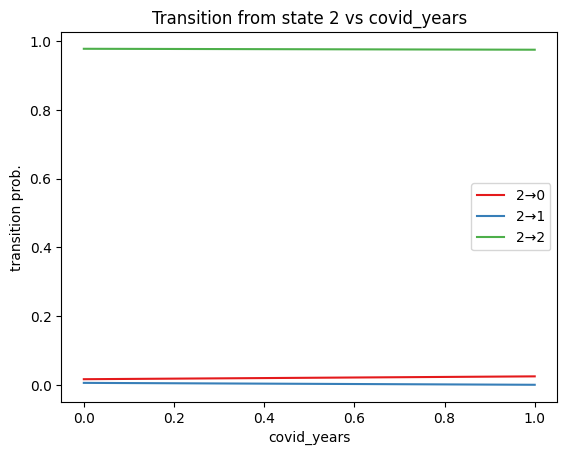 Transition from state 2 vs covid_years
transition prob.
1.0
0.8
0.6
0.4
0.2
0.0
2→0
2→1
2→2
0.0 0.2 0.4 0.6 0.8 1.0
covid_years